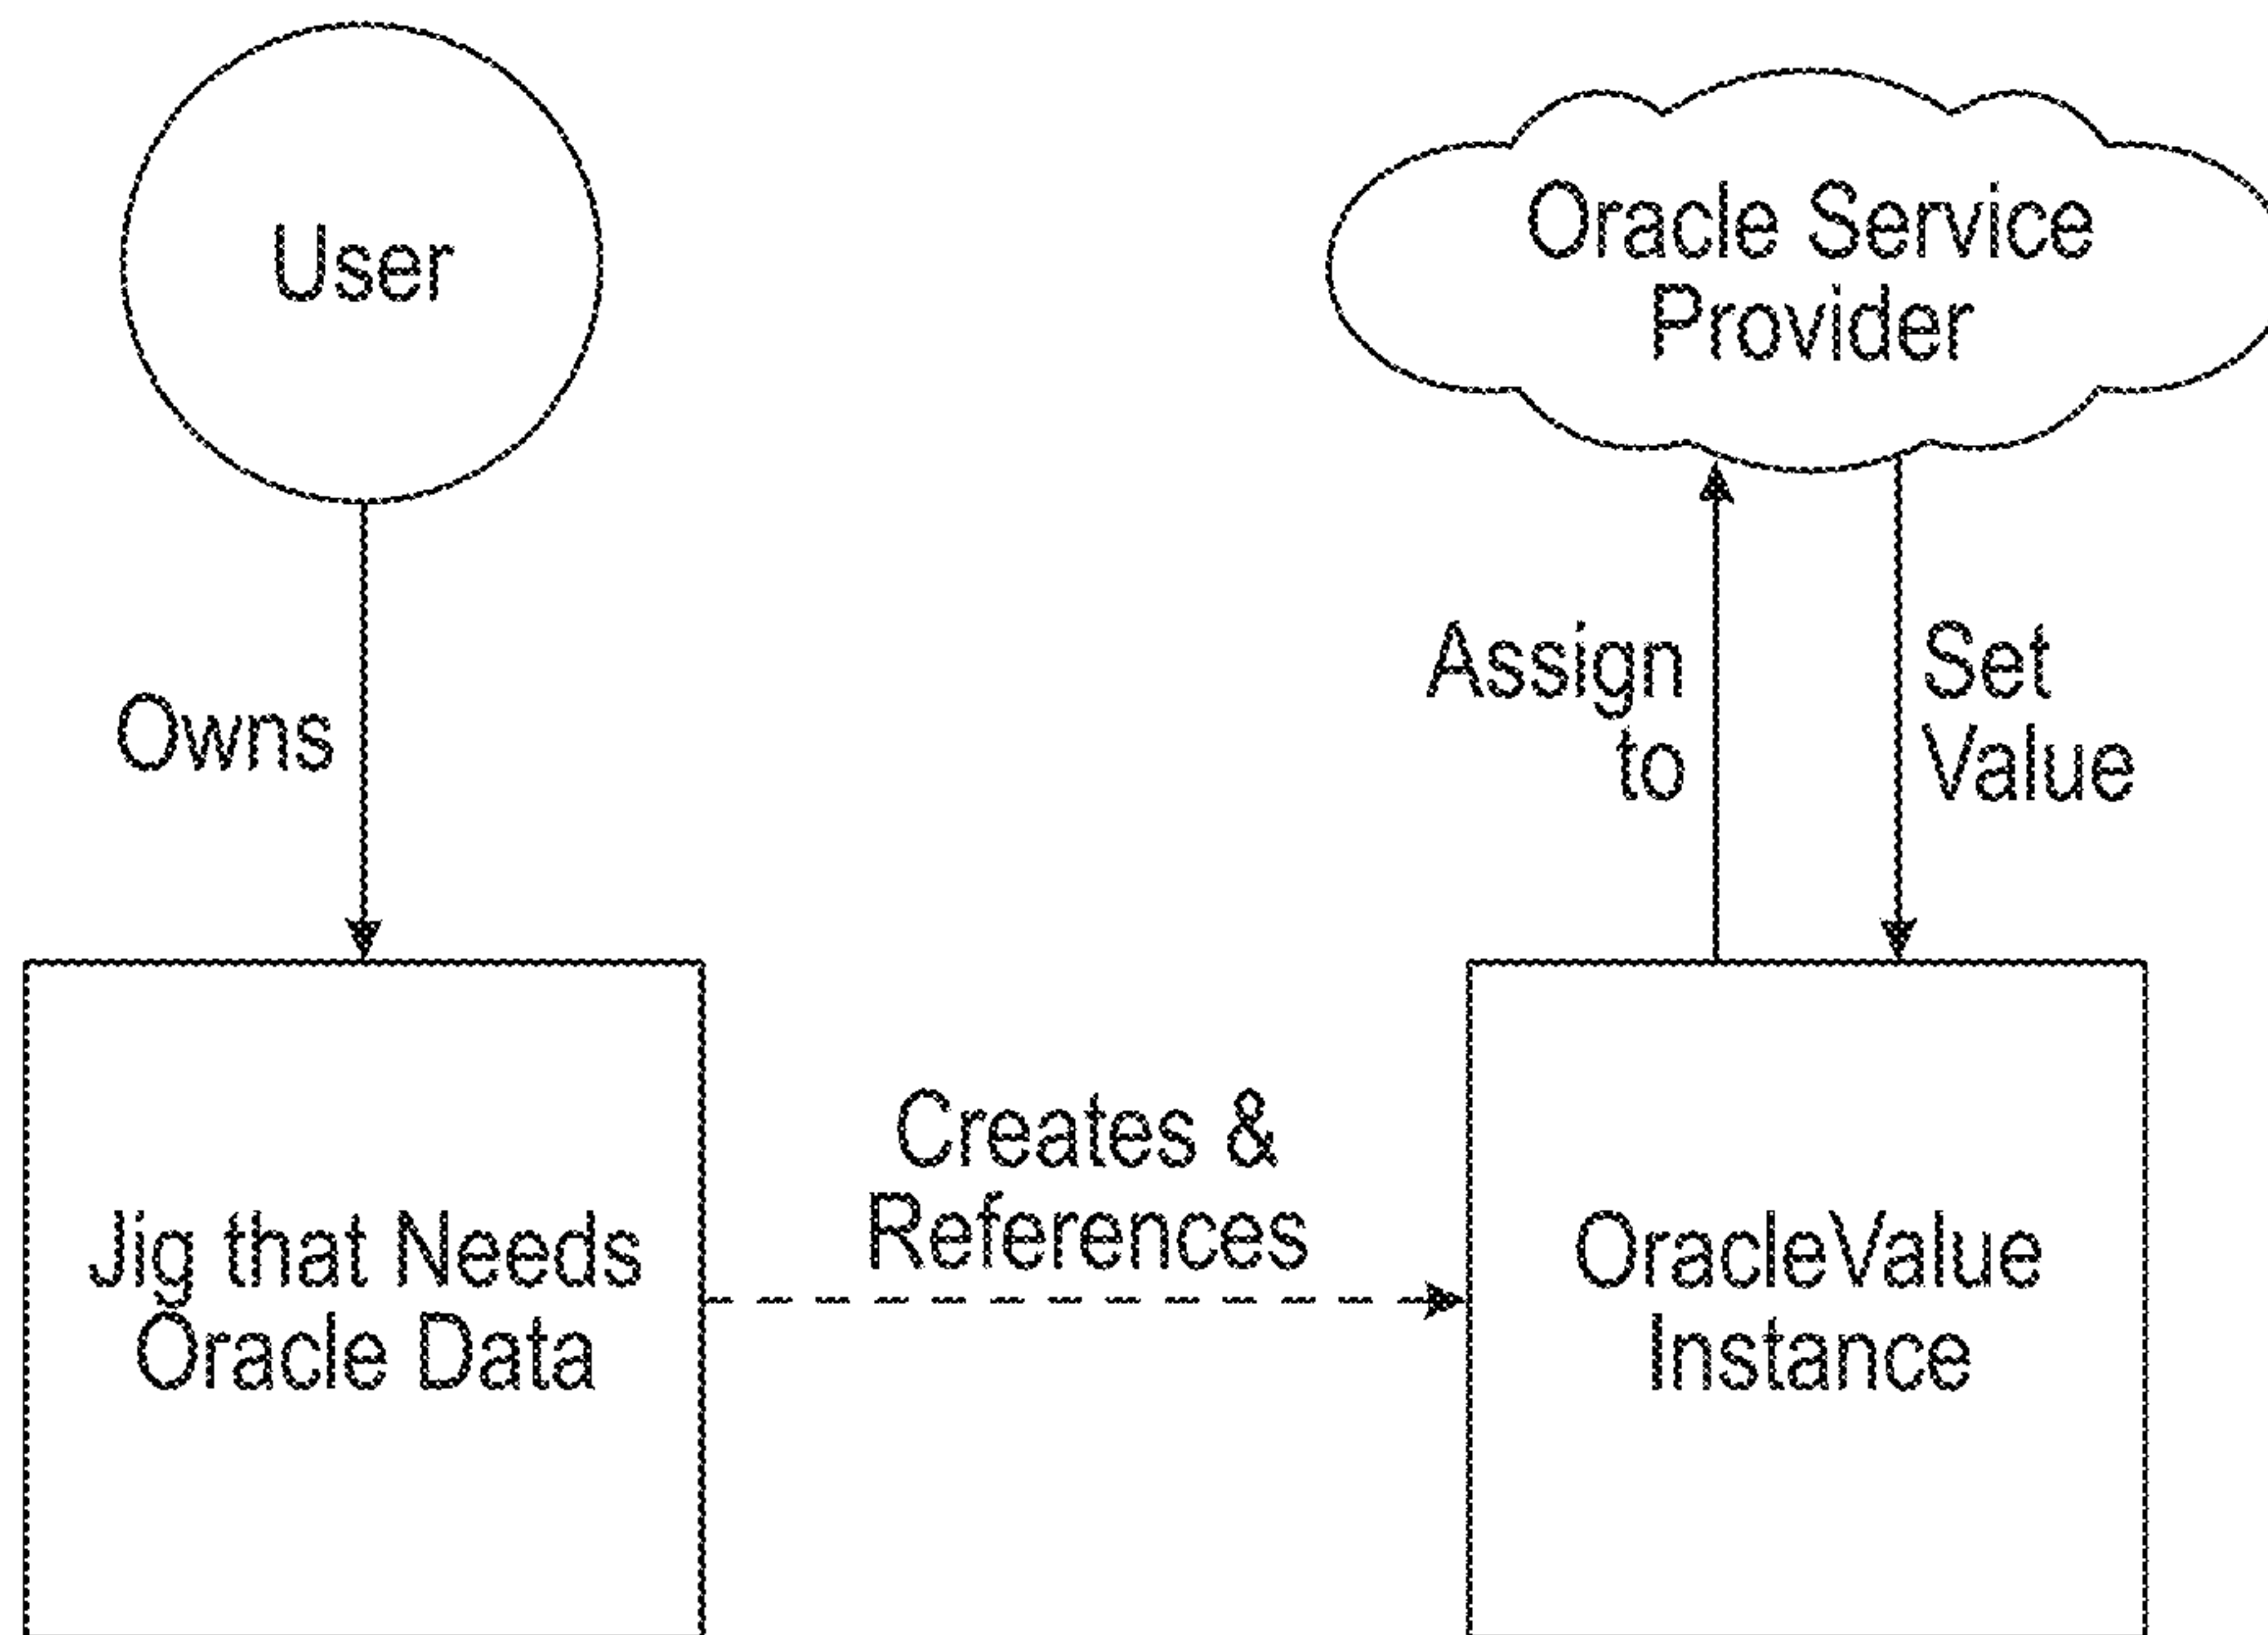 User
Oracle Service
Provider
Owns
Assign
to
Set
Value
Creates &
References
Jig that Needs
Oracle Data
OracleValue
Instance